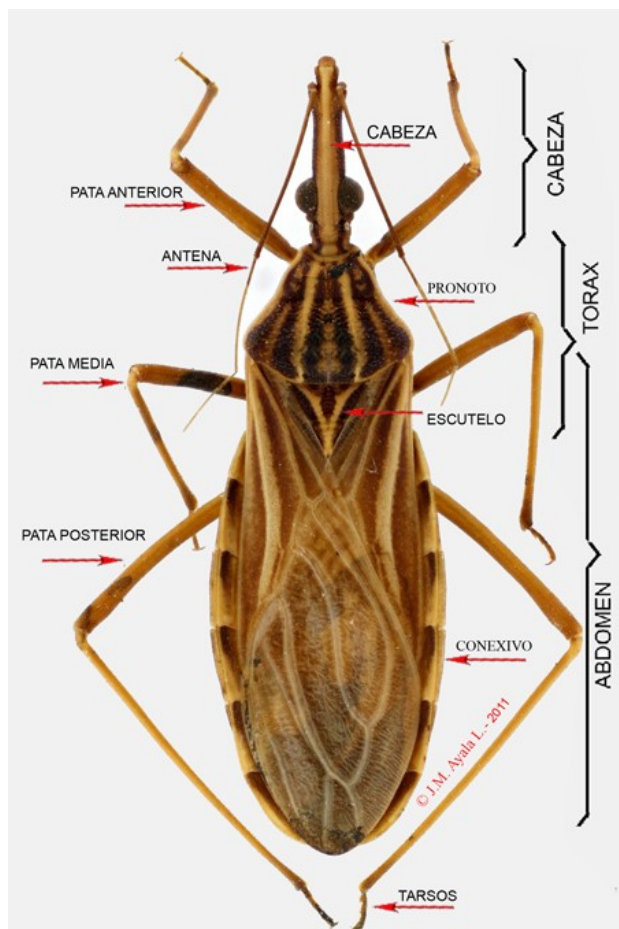 CABEZA
CABEZA
PATA ANTERIOR
ANTENA
PRONOTO
TORAX
PATA MEDIA
ESCUTELO
PATA POSTERIOR
CONEXIVO
ABDOMEN
© J.M. Ayala L. - 2011
TARSOS